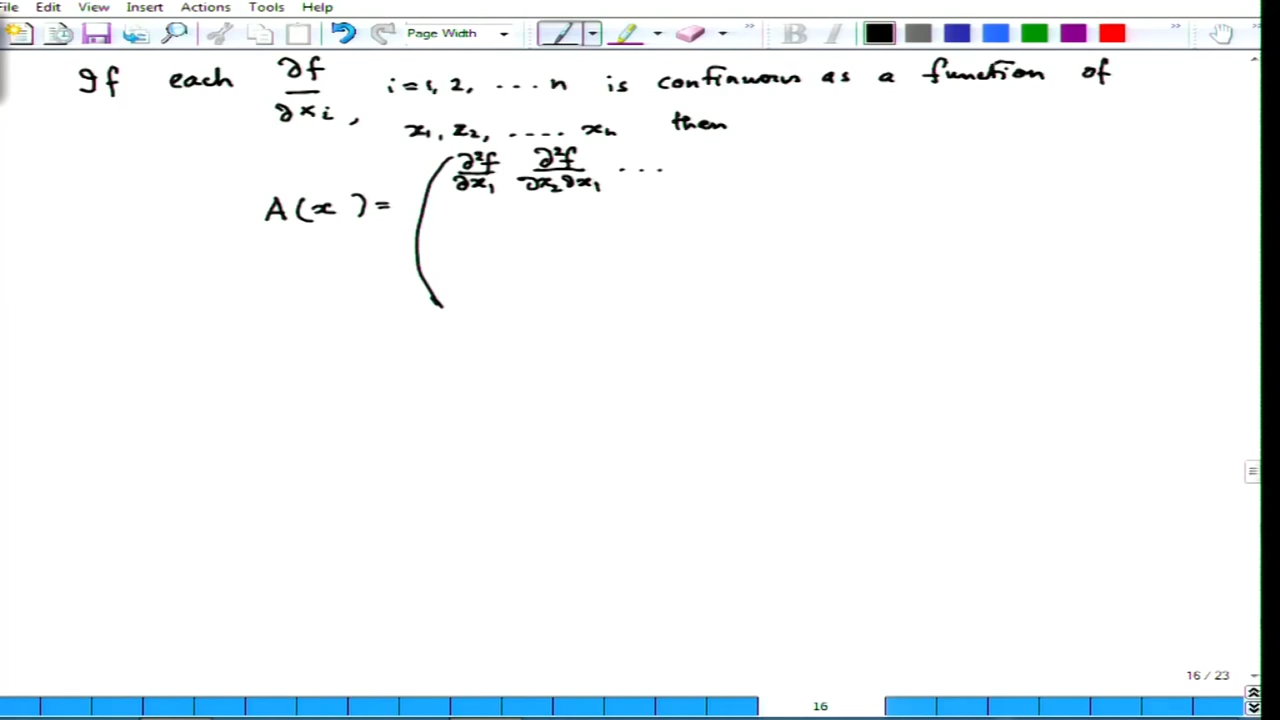 File Edit View Insert Actions Tools Help
Page Width B I
If each ∂f/∂xi, i=1, 2, ... n is continuous as a function of
x1, x2, .... xn then
A(x) = ( ∂²f/∂x1 ∂²f/∂x2∂x1 ...
16 / 23
16